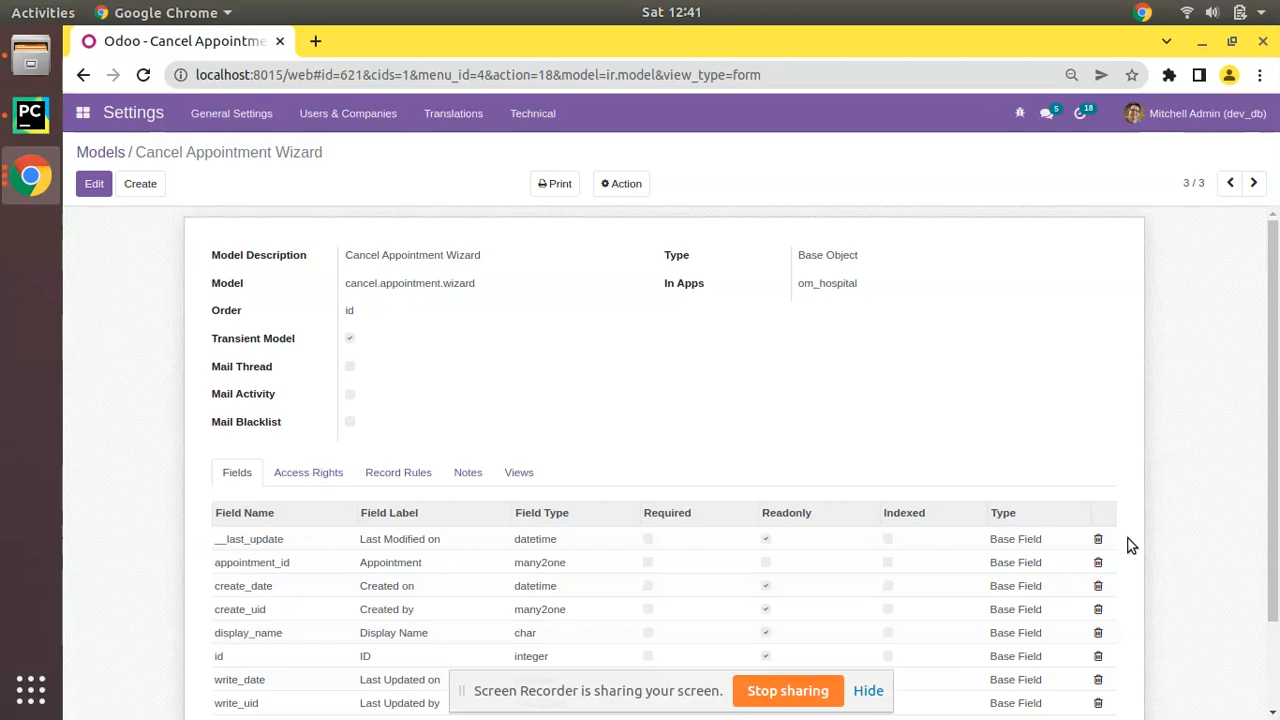 Activities Google Chrome Sat 12:41
Odoo - Cancel Appointme
localhost:8015/web#id=621&cids=1&menu_id=4&action=18&model=ir.model&view_type=form
Settings General Settings Users & Companies Translations Technical 5 18 Mitchell Admin (dev_db)
Models / Cancel Appointment Wizard
Edit Create Print Action 3 / 3
PC
Model Description Cancel Appointment Wizard Type Base Object
Model cancel.appointment.wizard In Apps om_hospital
Order id
Transient Model
Mail Thread
Mail Activity
Mail Blacklist
Fields Access Rights Record Rules Notes Views
Field Name Field Label Field Type Required Readonly Indexed Type
__last_update Last Modified on datetime Base Field
appointment_id Appointment many2one Base Field
create_date Created on datetime Base Field
create_uid Created by many2one Base Field
display_name Display Name char Base Field
id ID integer Base Field
write_date Last Updated on Base Field
write_uid Last Updated by Base Field
Screen Recorder is sharing your screen. Stop sharing Hide